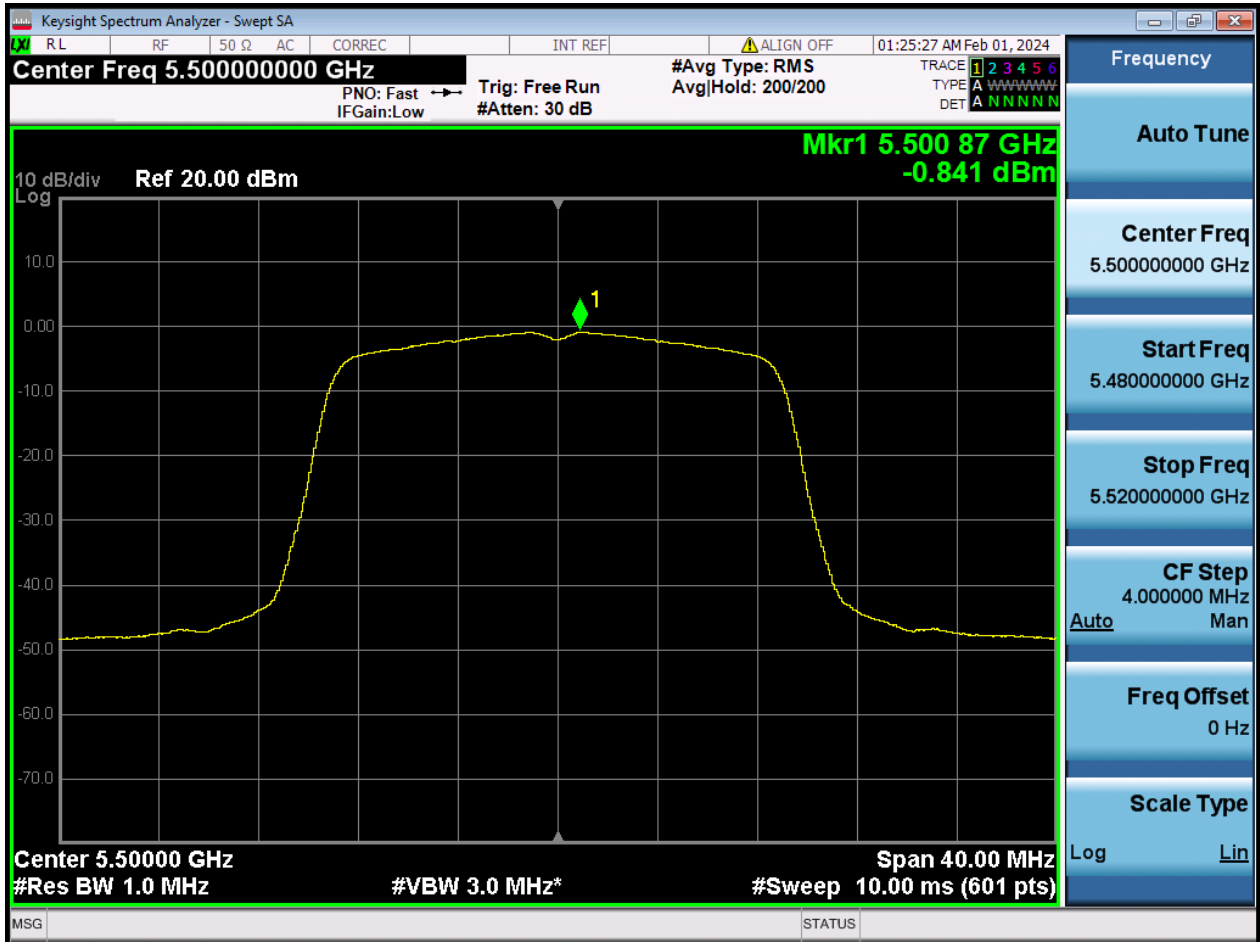 Keysight Spectrum Analyzer - Swept SA
LXI RL RF 50 Ω AC CORREC INT REF ALIGN OFF 01:25:27 AM Feb 01, 2024
Center Freq 5.500000000 GHz
PNO: Fast
IFGain:Low
Trig: Free Run
#Atten: 30 dB
#Avg Type: RMS
Avg|Hold: 200/200
TRACE 1 2 3 4 5 6
TYPE A WWWWW
DET A N N N N N
Mkr1 5.500 87 GHz
-0.841 dBm
10 dB/div Ref 20.00 dBm
Log
1
10.0
0.00
-10.0
-20.0
-30.0
-40.0
-50.0
-60.0
-70.0
Center 5.50000 GHz Span 40.00 MHz
#Res BW 1.0 MHz #VBW 3.0 MHz* #Sweep 10.00 ms (601 pts)
MSG STATUS
Frequency
Auto Tune
Center Freq
5.500000000 GHz
Start Freq
5.480000000 GHz
Stop Freq
5.520000000 GHz
CF Step
4.000000 MHz
Auto Man
Freq Offset
0 Hz
Scale Type
Log Lin